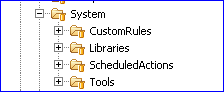 System
CustomRules
Libraries
ScheduledActions
Tools